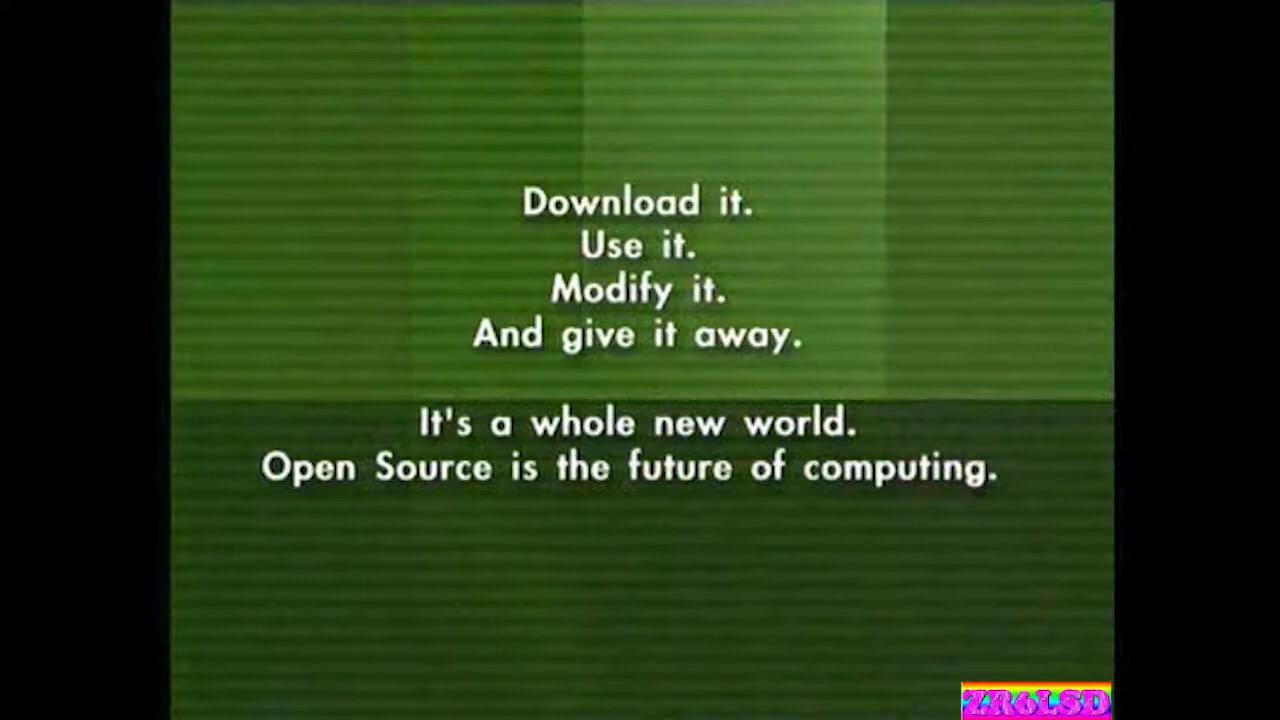 Download it.
Use it.
Modify it.
And give it away.
It's a whole new world.
Open Source is the future of computing.
ZR6LSD